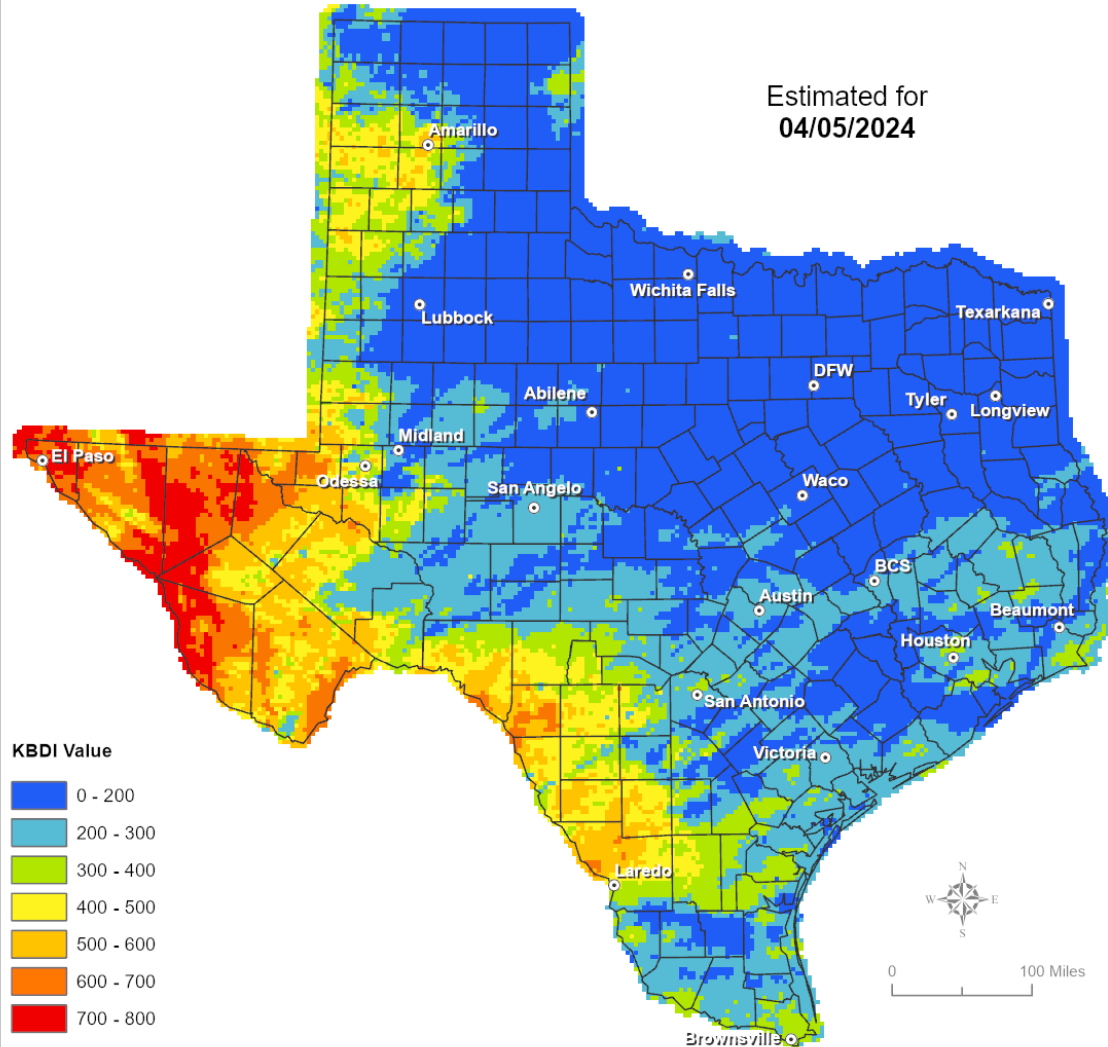 Estimated for
04/05/2024
Amarillo
Wichita Falls
Lubbock
Texarkana
DFW
Abilene
Tyler
Longview
Midland
El Paso
Odessa
San Angelo
Waco
BCS
Austin
Beaumont
Houston
San Antonio
Victoria
Laredo
Brownsville
KBDI Value
0 - 200
200 - 300
300 - 400
400 - 500
500 - 600
600 - 700
700 - 800
N
W E
S
0 100 Miles